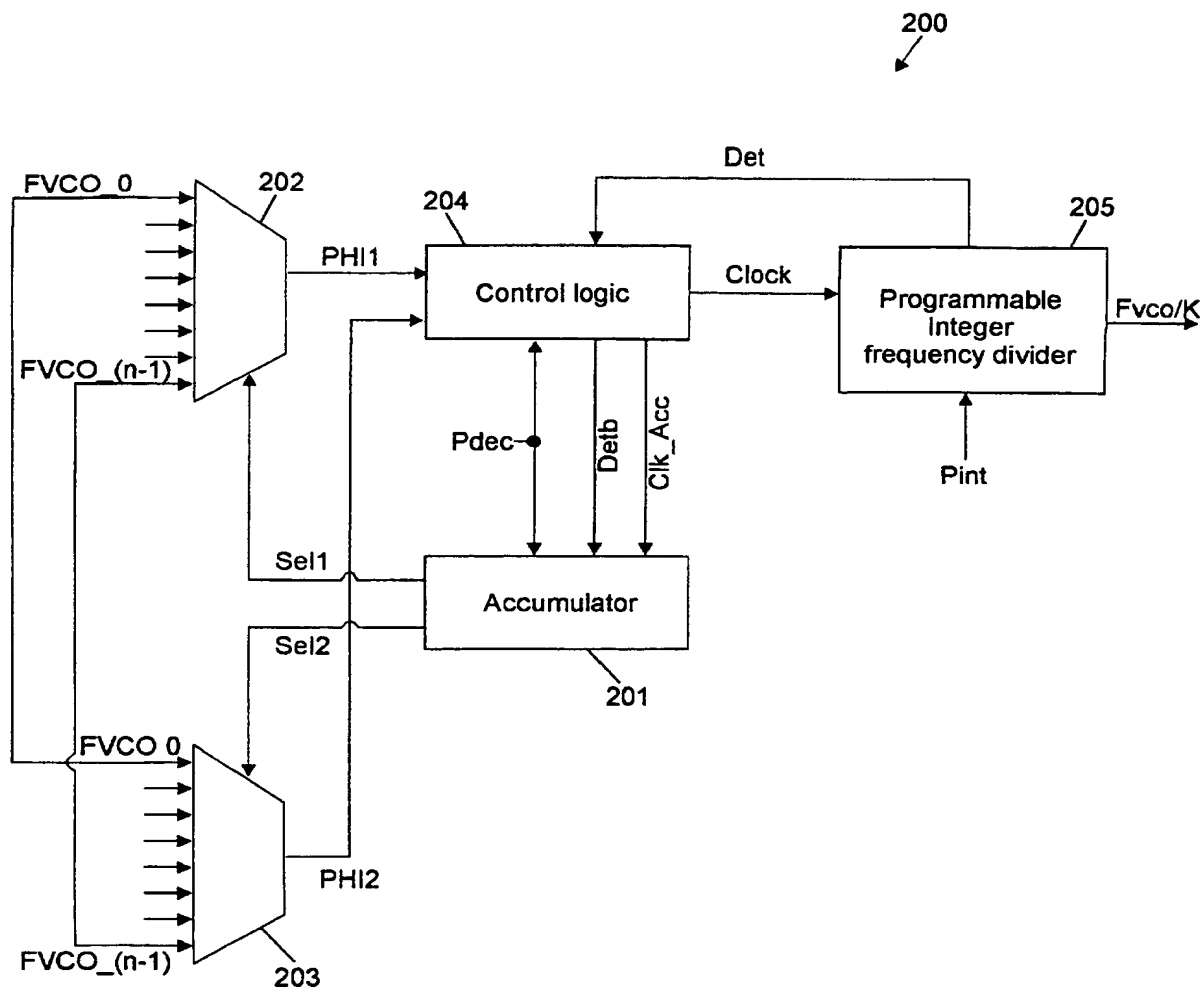 200
Det
FVCO_0
202
204
205
PHI1
Clock
Control logic
Programmable
integer
frequency divider
Fvco/K
FVCO_(n-1)
Pdec
Detb
Clk_Acc
Pint
Sel1
Accumulator
Sel2
201
FVCO 0
PHI2
FVCO_(n-1)
203